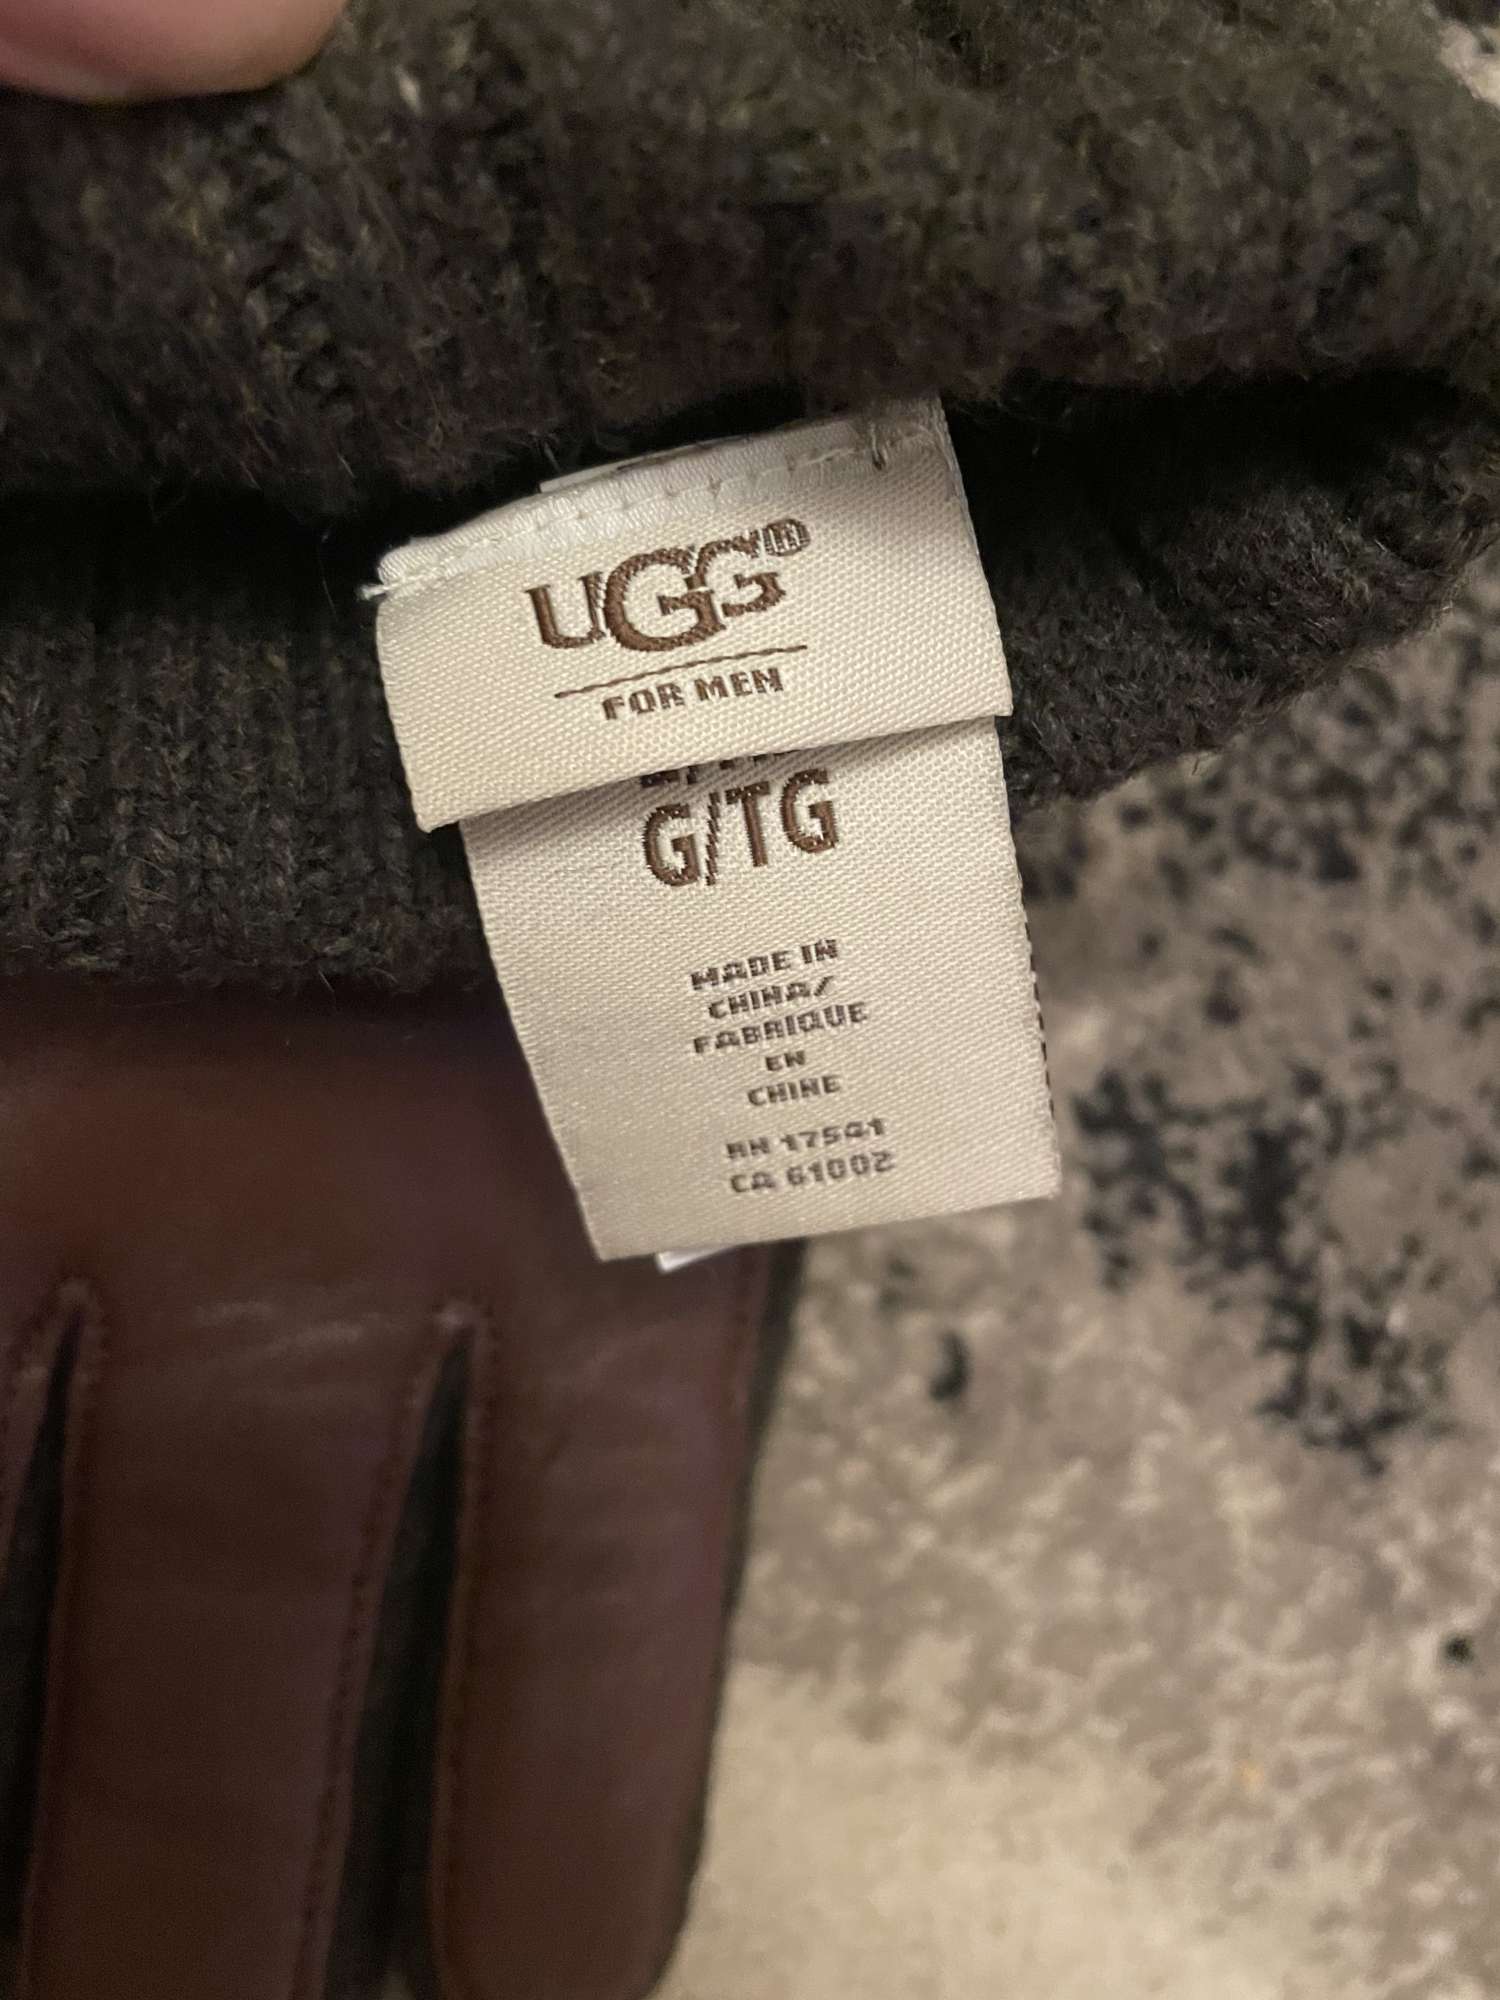 UGG®
FOR MEN
G/TG
MADE IN
CHINA/
FABRIQUE
EN
CHINE
RN 17541
CA 61002